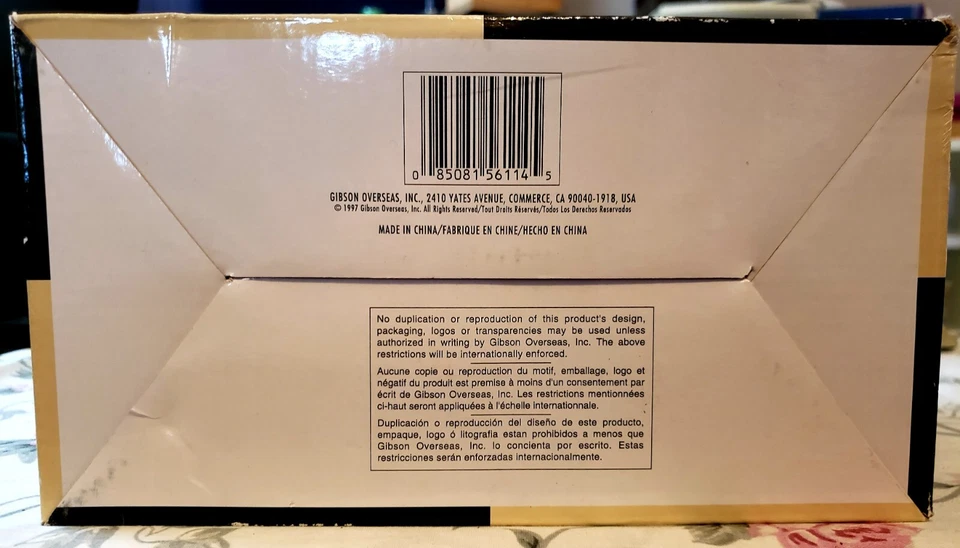 0 85081 56114 5
GIBSON OVERSEAS, INC., 2410 YATES AVENUE, COMMERCE, CA 90040-1918, USA
© 1997 Gibson Overseas, Inc. All Rights Reserved/Tout Droits Réservés/Todos Los Derechos Reservados
MADE IN CHINA/FABRIQUE EN CHINE/HECHO EN CHINA
No duplication or reproduction of this product's design,
packaging, logos or transparencies may be used unless
authorized in writing by Gibson Overseas, Inc. The above
restrictions will be internationally enforced.
Aucune copie ou reproduction du motif, emballage, logo et
négatif du produit est premise à moins d'un consentement par
écrit de Gibson Overseas, Inc. Les restrictions mentionnées
ci-haut seront appliquées à l'échelle internationnale.
Duplicación o reproducción del diseño de este producto,
empaque, logo ó litografia estan prohibidos a menos que
Gibson Overseas, Inc. lo concienta por escrito. Estas
restricciones serán enforzadas internacionalmente.